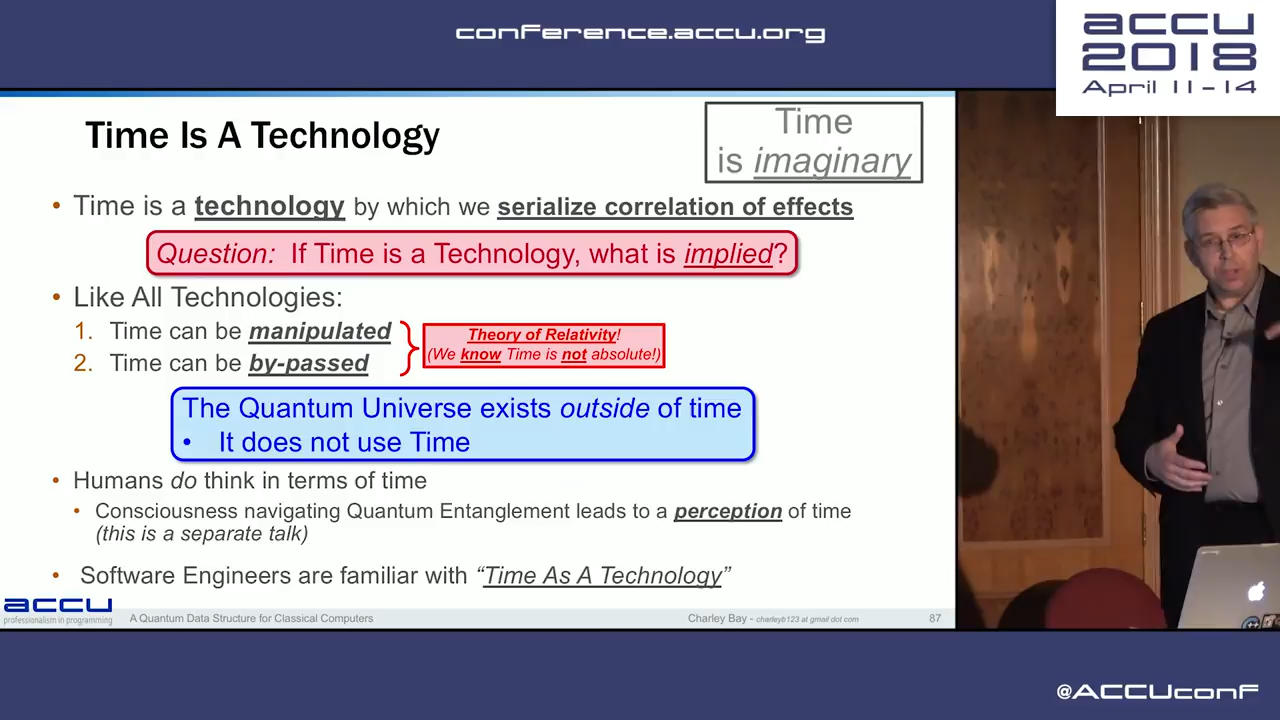 conference.accu.org
accu
2018
April 11-14
Time Is A Technology
Time
is imaginary
• Time is a technology by which we serialize correlation of effects
Question: If Time is a Technology, what is implied?
• Like All Technologies:
1. Time can be manipulated
2. Time can be by-passed
Theory of Relativity!
(We know Time is not absolute!)
The Quantum Universe exists outside of time
• It does not use Time
• Humans do think in terms of time
• Consciousness navigating Quantum Entanglement leads to a perception of time
(this is a separate talk)
• Software Engineers are familiar with “Time As A Technology”
accu
professionalism in programming
A Quantum Data Structure for Classical Computers
Charley Bay - charleyb123 at gmail dot com
87
@ACCUconf